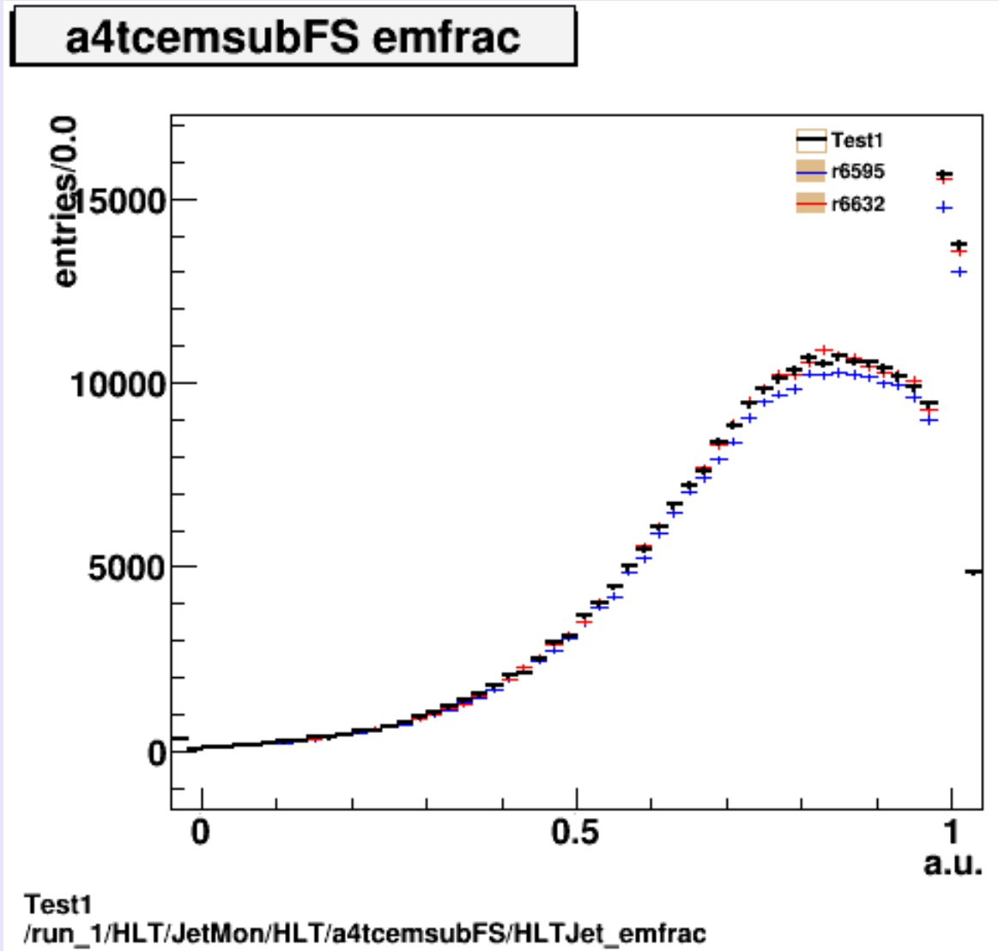 a4tcemsubFS emfrac
entries/0.0
Test1
r6595
r6632
15000
10000
5000
0
0 0.5 1
a.u.
Test1
/run_1/HLT/JetMon/HLT/a4tcemsubFS/HLTJet_emfrac